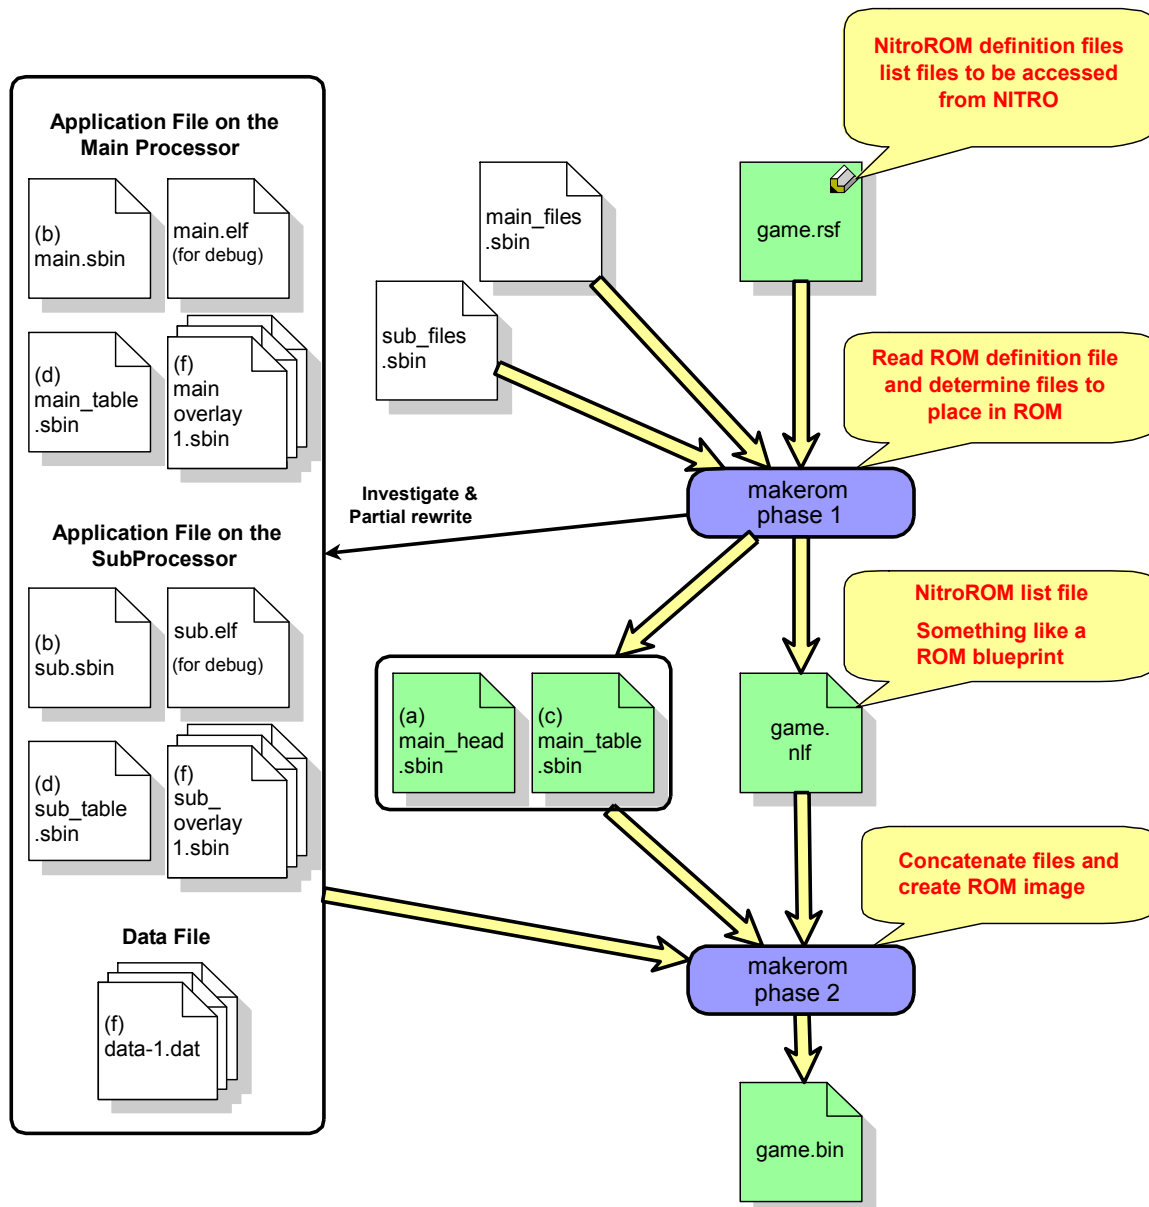 NitroROM definition files
list files to be accessed
from NITRO
Application File on the
Main Processor
(b)
main.sbin
main.elf
(for debug)
(d)
main_table
.sbin
(f)
main
overlay
1.sbin
main_files
.sbin
game.rsf
sub_files
.sbin
Read ROM definition file
and determine files to
place in ROM
makerom
phase 1
Investigate &
Partial rewrite
Application File on the
SubProcessor
(b)
sub.sbin
sub.elf
(for debug)
(d)
sub_table
.sbin
(f)
sub_
overlay
1.sbin
NitroROM list file
Something like a
ROM blueprint
(a)
main_head
.sbin
(c)
main_table
.sbin
game.
nlf
Concatenate files and
create ROM image
Data File
(f)
data-1.dat
makerom
phase 2
game.bin